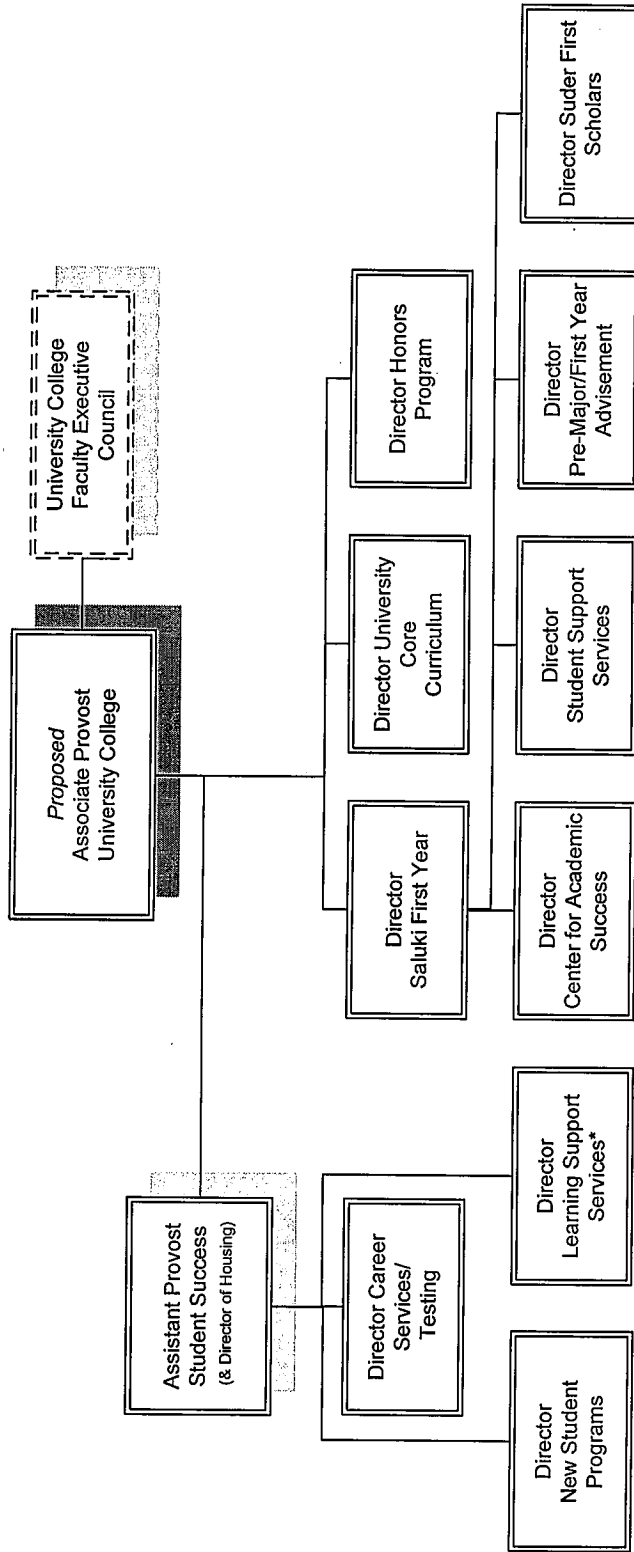 Proposed
Associate Provost
University College
University College
Faculty Executive
Council
Assistant Provost
Student Success
(& Director of Housing)
Director
Saluki First Year
Director University
Core
Curriculum
Director Honors
Program
Director Career
Services/
Testing
Director
New Student
Programs
Director
Learning Support
Services*
Director
Center for Academic
Success
Director
Student Support
Services
Director
Pre-Major/First Year
Advisement
Director Suder First
Scholars